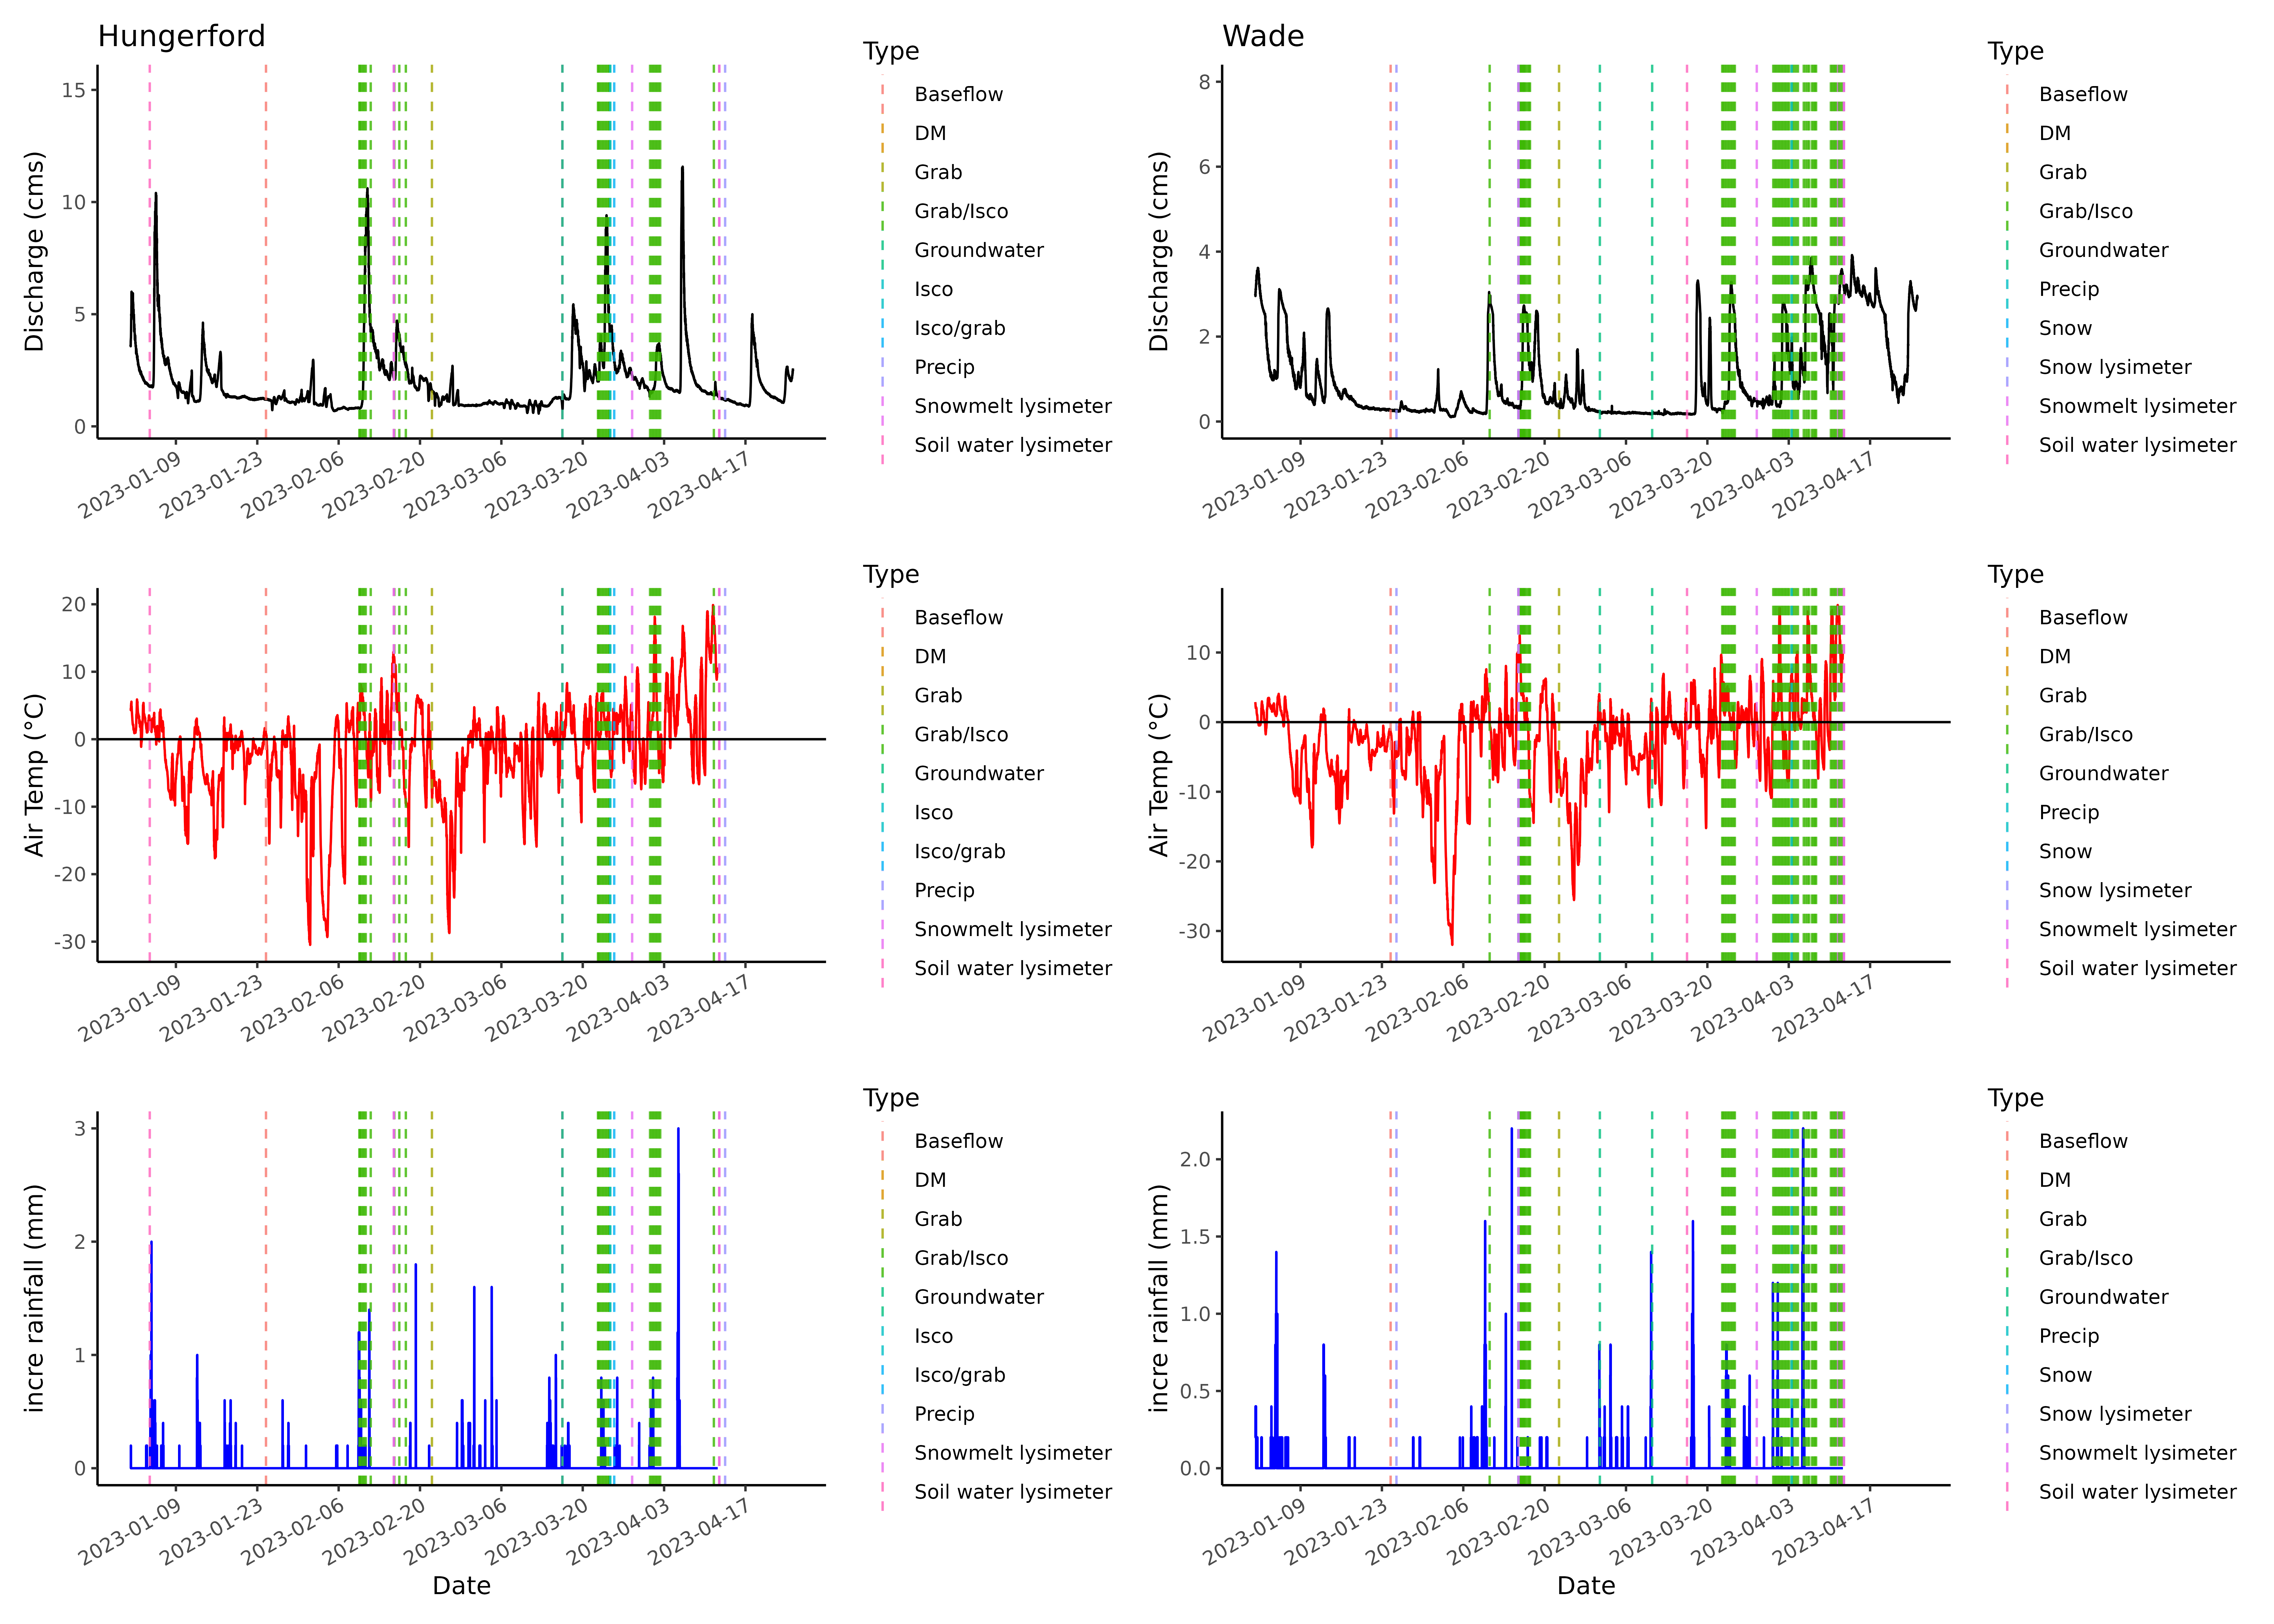 Hungerford
Discharge (cms)
15
10
5
0
2023-01-09
2023-01-23
2023-02-06
2023-02-20
2023-03-06
2023-03-20
2023-04-03
2023-04-17
Type
Baseflow
DM
Grab
Grab/Isco
Groundwater
Isco
Isco/grab
Precip
Snowmelt lysimeter
Soil water lysimeter
Wade
Discharge (cms)
8
6
4
2
0
2023-01-09
2023-01-23
2023-02-06
2023-02-20
2023-03-06
2023-03-20
2023-04-03
2023-04-17
Type
Baseflow
DM
Grab
Grab/Isco
Groundwater
Precip
Snow
Snow lysimeter
Snowmelt lysimeter
Soil water lysimeter
Air Temp (°C)
20
10
0
-10
-20
-30
2023-01-09
2023-01-23
2023-02-06
2023-02-20
2023-03-06
2023-03-20
2023-04-03
2023-04-17
Type
Baseflow
DM
Grab
Grab/Isco
Groundwater
Isco
Isco/grab
Precip
Snowmelt lysimeter
Soil water lysimeter
Air Temp (°C)
10
0
-10
-20
-30
2023-01-09
2023-01-23
2023-02-06
2023-02-20
2023-03-06
2023-03-20
2023-04-03
2023-04-17
Type
Baseflow
DM
Grab
Grab/Isco
Groundwater
Precip
Snow
Snow lysimeter
Snowmelt lysimeter
Soil water lysimeter
incre rainfall (mm)
3
2
1
0
2023-01-09
2023-01-23
2023-02-06
2023-02-20
2023-03-06
2023-03-20
2023-04-03
2023-04-17
Date
Type
Baseflow
DM
Grab
Grab/Isco
Groundwater
Isco
Isco/grab
Precip
Snowmelt lysimeter
Soil water lysimeter
incre rainfall (mm)
2.0
1.5
1.0
0.5
0.0
2023-01-09
2023-01-23
2023-02-06
2023-02-20
2023-03-06
2023-03-20
2023-04-03
2023-04-17
Date
Type
Baseflow
DM
Grab
Grab/Isco
Groundwater
Precip
Snow
Snow lysimeter
Snowmelt lysimeter
Soil water lysimeter